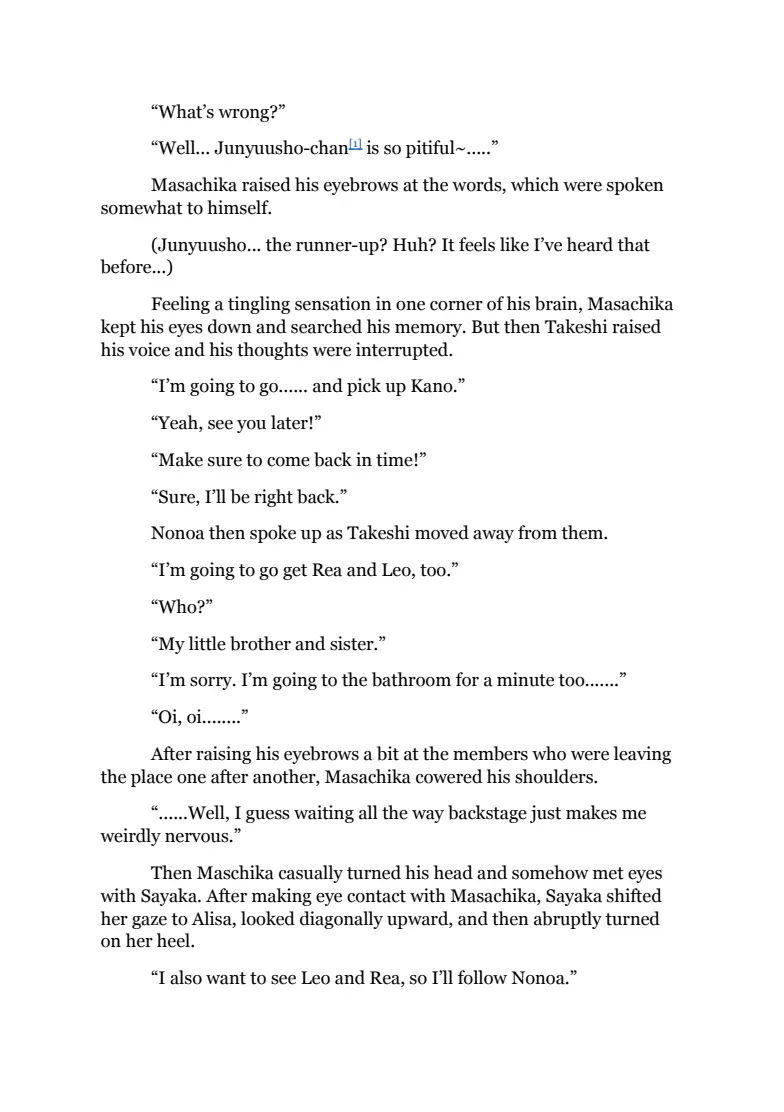 “What’s wrong?”
“Well... Junyuusho-chan[1] is so pitiful~.....”
Masachika raised his eyebrows at the words, which were spoken
somewhat to himself.
(Junyuusho... the runner-up? Huh? It feels like I’ve heard that
before...)
Feeling a tingling sensation in one corner of his brain, Masachika
kept his eyes down and searched his memory. But then Takeshi raised
his voice and his thoughts were interrupted.
“I’m going to go...... and pick up Kano.”
“Yeah, see you later!”
“Make sure to come back in time!”
“Sure, I’ll be right back.”
Nonoa then spoke up as Takeshi moved away from them.
“I’m going to go get Rea and Leo, too.”
“Who?”
“My little brother and sister.”
“I’m sorry. I’m going to the bathroom for a minute too.......”
“Oi, oi........”
After raising his eyebrows a bit at the members who were leaving
the place one after another, Masachika cowered his shoulders.
“......Well, I guess waiting all the way backstage just makes me
weirdly nervous.”
Then Maschika casually turned his head and somehow met eyes
with Sayaka. After making eye contact with Masachika, Sayaka shifted
her gaze to Alisa, looked diagonally upward, and then abruptly turned
on her heel.
“I also want to see Leo and Rea, so I’ll follow Nonoa.”